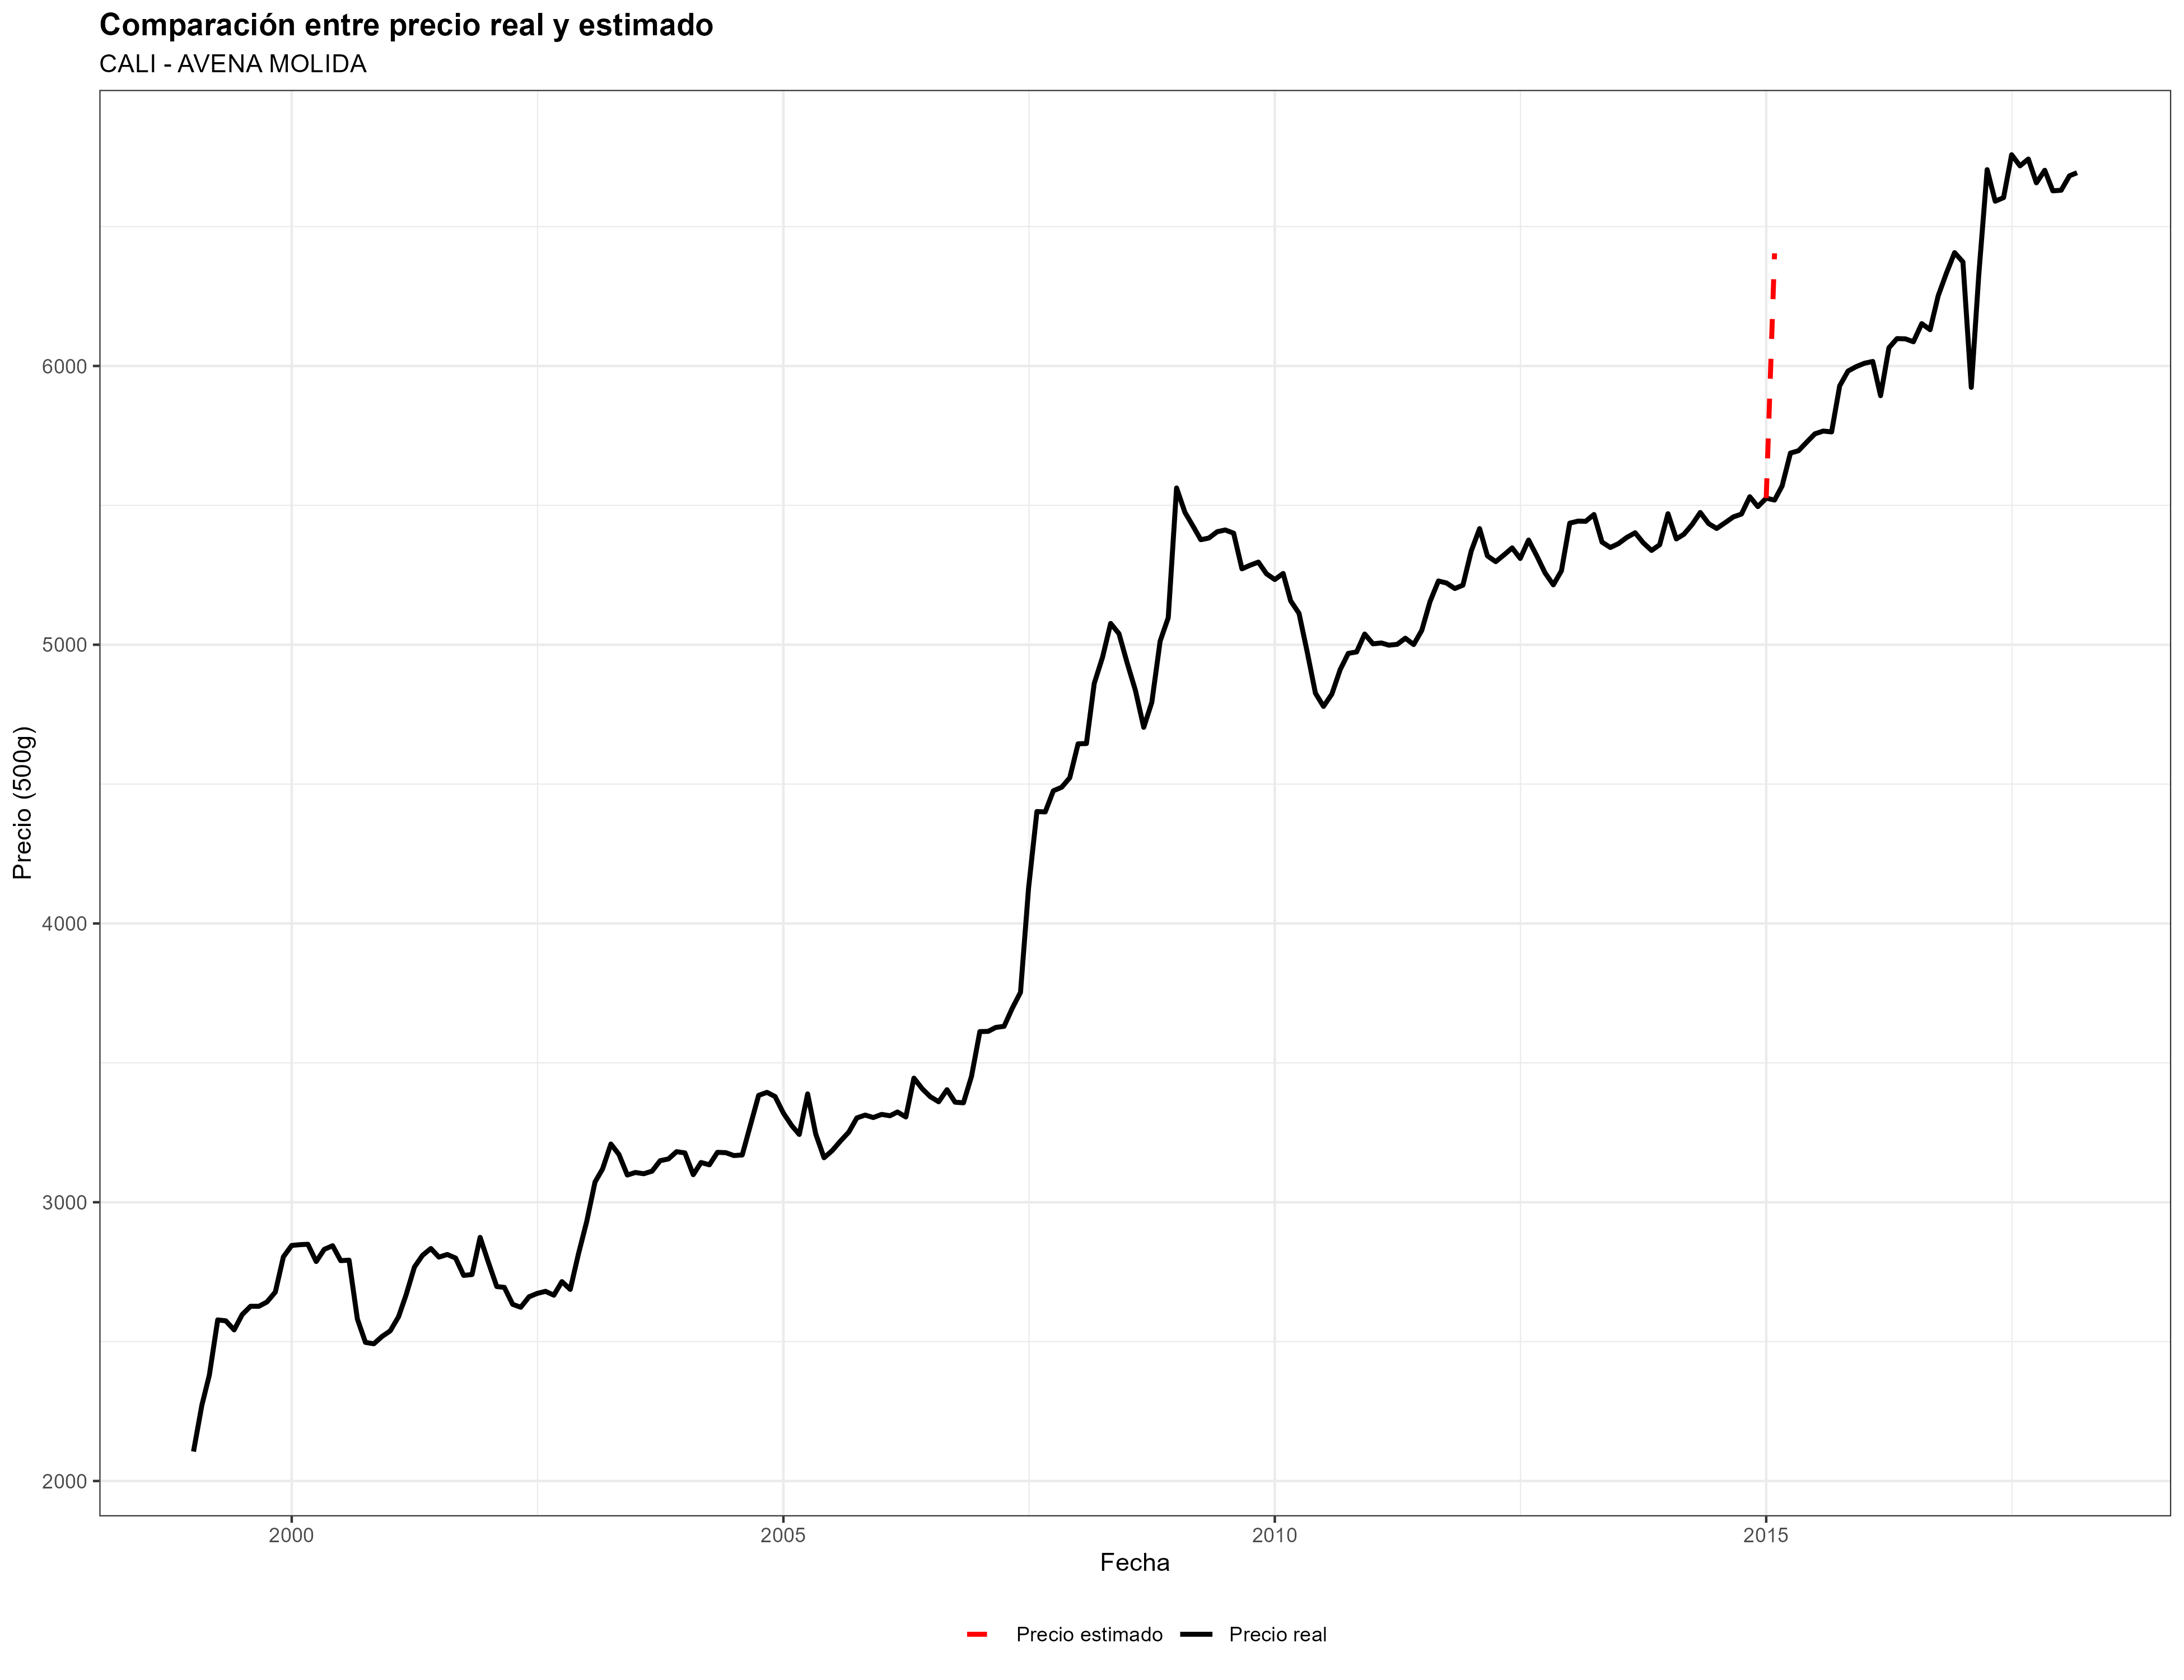 Comparación entre precio real y estimado
CALI - AVENA MOLIDA
Precio (500g)
6000
5000
4000
3000
2000
2000
2005
2010
2015
Fecha
Precio estimado
Precio real